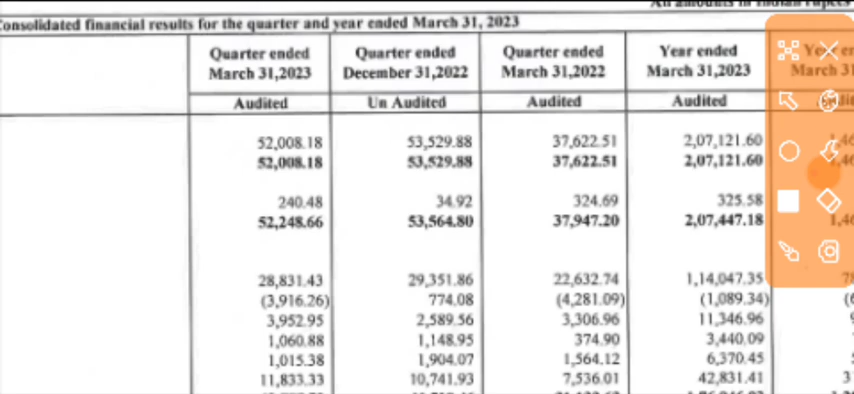 Consolidated financial results for the quarter and year ended March 31, 2023
Quarter ended March 31,2023 Quarter ended December 31,2022 Quarter ended March 31,2022 Year ended March 31,2023 March 31
Audited Un Audited Audited Audited
52,008.18 53,529.88 37,622.51 2,07,121.60
52,008.18 53,529.88 37,622.51 2,07,121.60
240.48 34.92 324.69 325.58
52,248.66 53,564.80 37,947.20 2,07,447.18
28,831.43 29,351.86 22,632.74 1,14,047.35
(3,916.26) 774.08 (4,281.09) (1,089.34)
3,952.95 2,589.56 3,306.96 11,346.96
1,060.88 1,148.95 374.90 3,440.09
1,015.38 1,904.07 1,564.12 6,370.45
11,833.33 10,741.93 7,536.01 42,831.41